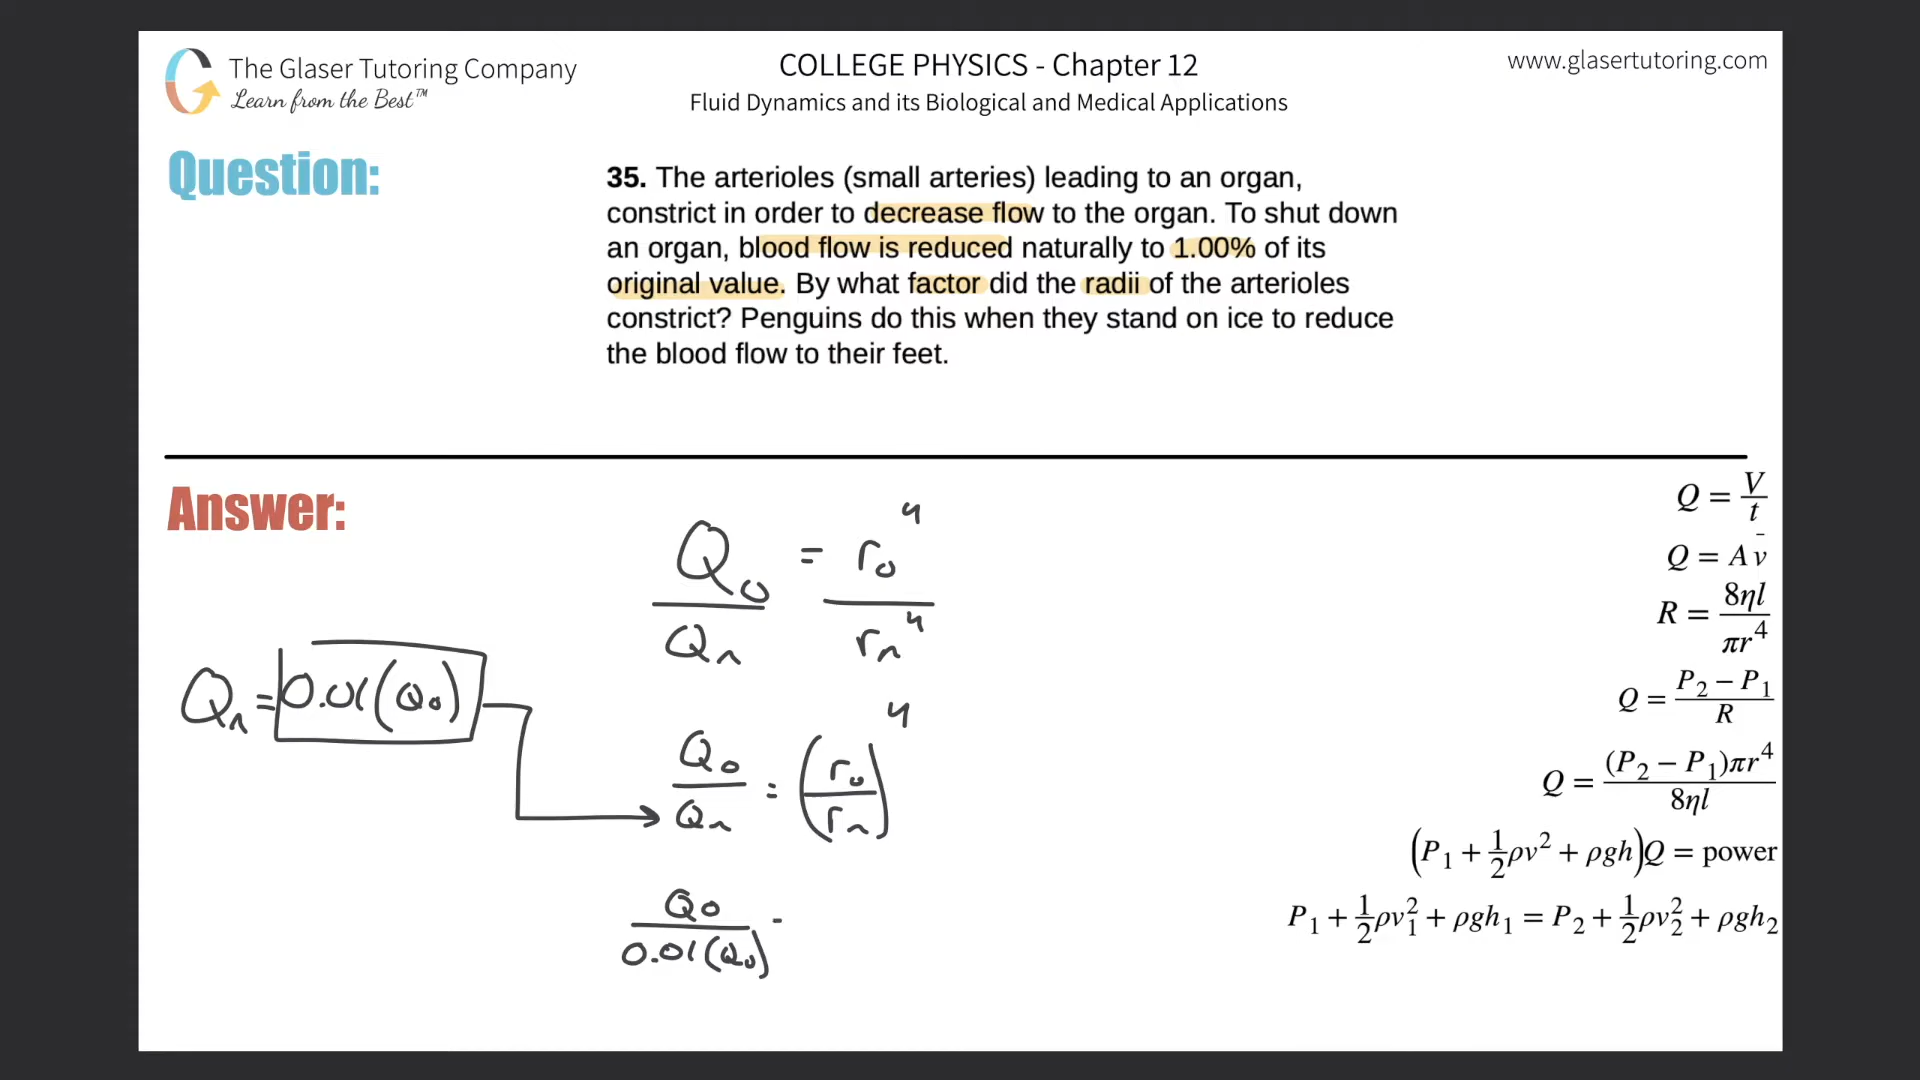 The Glaser Tutoring Company
Learn from the Best™
COLLEGE PHYSICS - Chapter 12
Fluid Dynamics and its Biological and Medical Applications
www.glasertutoring.com
Question:
35. The arterioles (small arteries) leading to an organ,
constrict in order to decrease flow to the organ. To shut down
an organ, blood flow is reduced naturally to 1.00% of its
original value. By what factor did the radii of the arterioles
constrict? Penguins do this when they stand on ice to reduce
the blood flow to their feet.
Answer:
Q₀/Qₙ = r₀⁴/rₙ⁴
Qₙ = 0.01(Q₀)
Q₀/Qₙ = (r₀/rₙ)⁴
Q₀/0.01(Q₀) =
Q = V/t
Q = A v̄
R = 8ηl/πr⁴
Q = P₂ − P₁/R
Q = (P₂ − P₁)πr⁴/8ηl
(P₁ + ½ρv² + ρgh)Q = power
P₁ + ½ρv₁² + ρgh₁ = P₂ + ½ρv₂² + ρgh₂